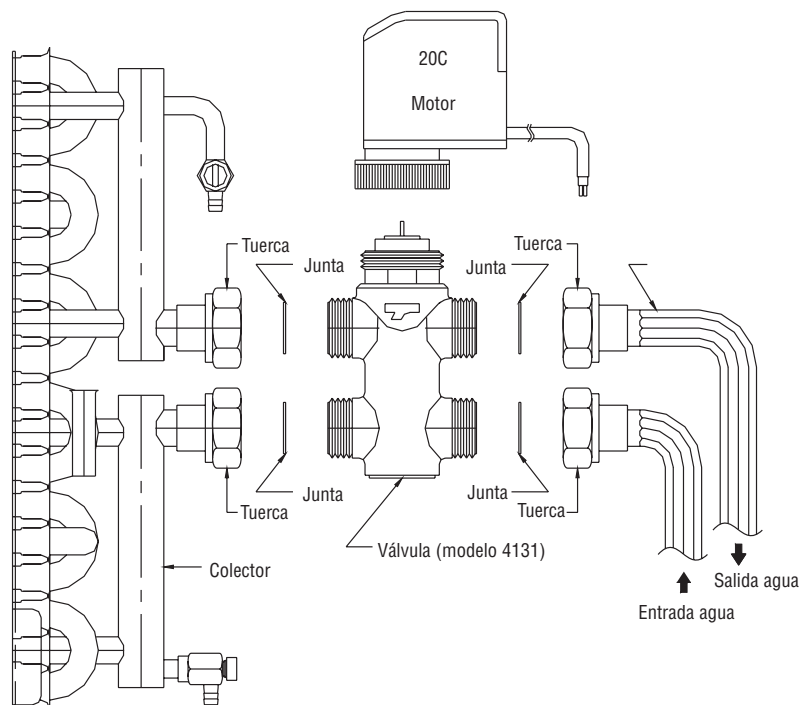 20C
Motor
Tuerca
Junta
Tuerca
Junta
Junta
Tuerca
Junta
Tuerca
Válvula (modelo 4131)
Colector
Salida agua
Entrada agua